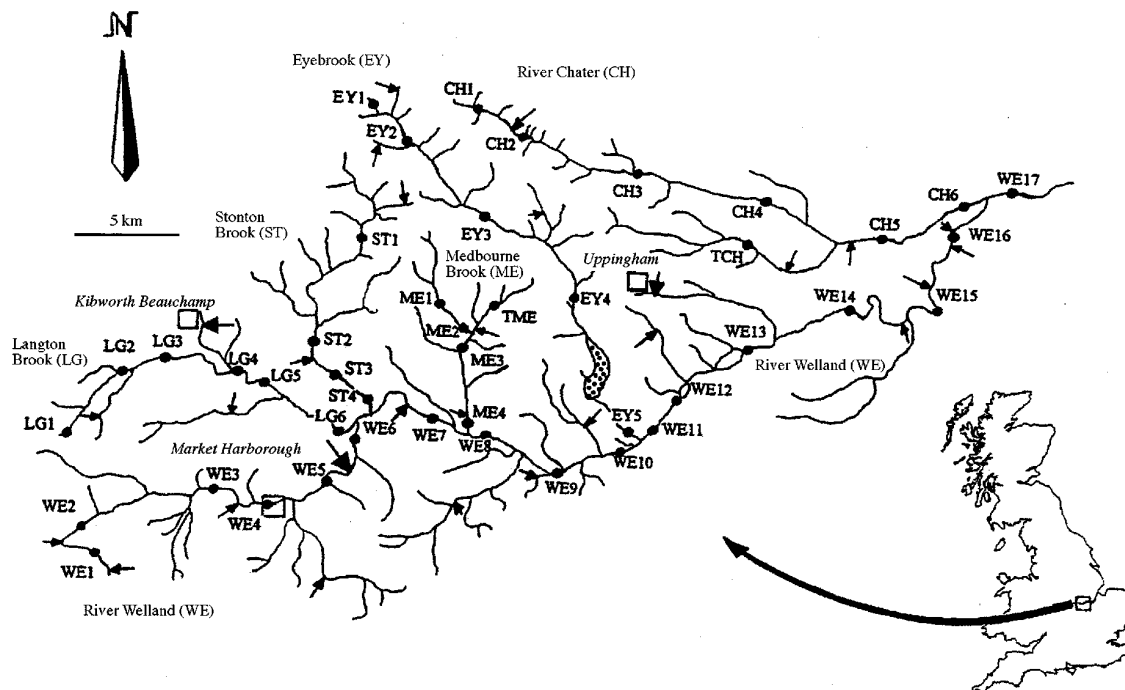 N
Eyebrook (EY)
River Chater (CH)
EY1
CH1
EY2
CH2
CH3
CH6
WE17
5 km
Stonton
Brook (ST)
ST1
EY3
CH4
CH5
WE16
Medbourne
Brook (ME)
Uppingham
TCH
Kibworth Beauchamp
ME1
TME
EY4
WE14
WE15
Langton
Brook (LG)
LG2
LG3
ST2
ME2
ME3
WE13
River Welland (WE)
LG4
LG5
ST3
ST4
WE12
LG1
LG6
WE6
WE7
ME4
WE8
EY5
WE11
Market Harborough
WE10
WE3
WE5
WE9
WE2
WE4
WE1
River Welland (WE)